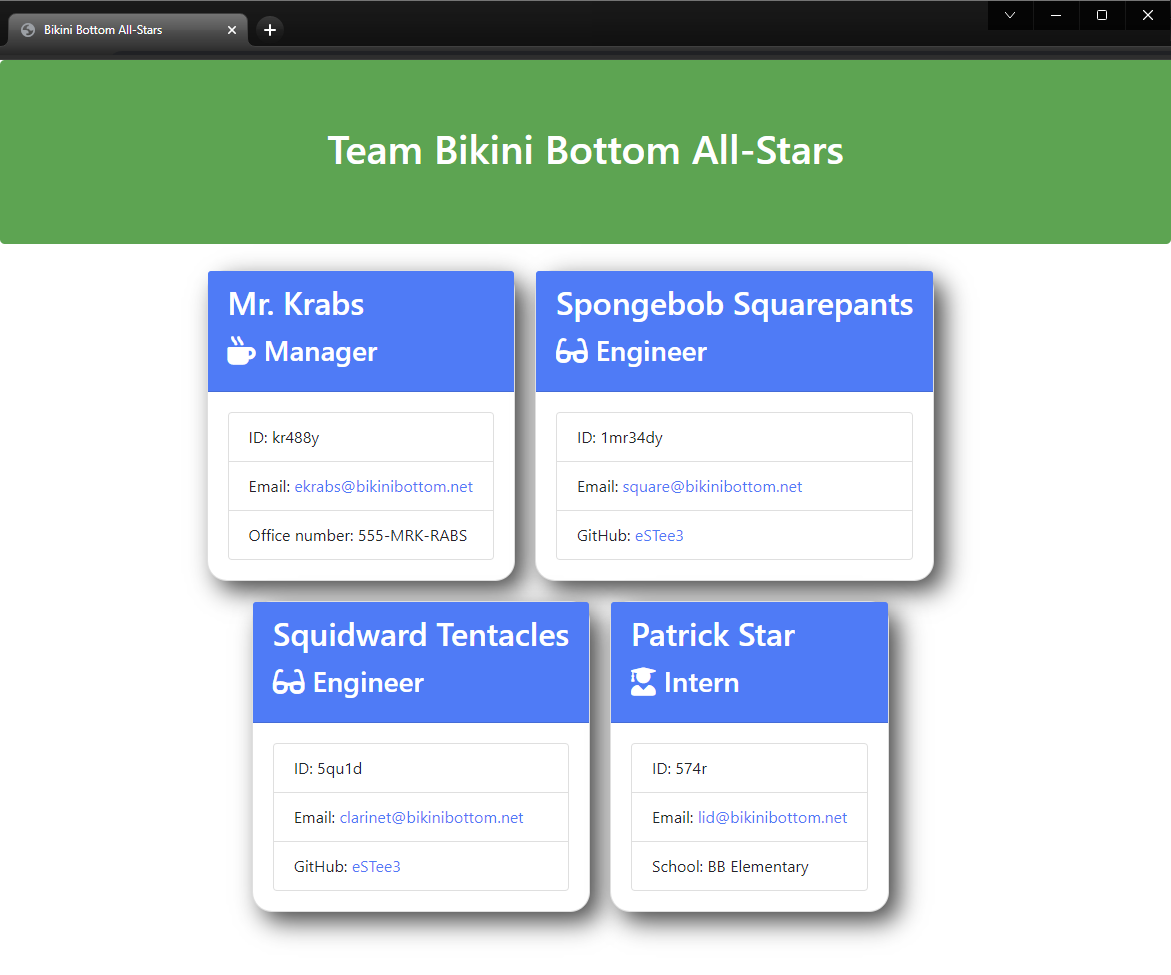 Bikini Bottom All-Stars
Team Bikini Bottom All-Stars
Mr. Krabs
Manager
ID: kr488y
Email: ekrabs@bikinibottom.net
Office number: 555-MRK-RABS
Spongebob Squarepants
Engineer
ID: 1mr34dy
Email: square@bikinibottom.net
GitHub: eSTee3
Squidward Tentacles
Engineer
ID: 5qu1d
Email: clarinet@bikinibottom.net
GitHub: eSTee3
Patrick Star
Intern
ID: 574r
Email: lid@bikinibottom.net
School: BB Elementary